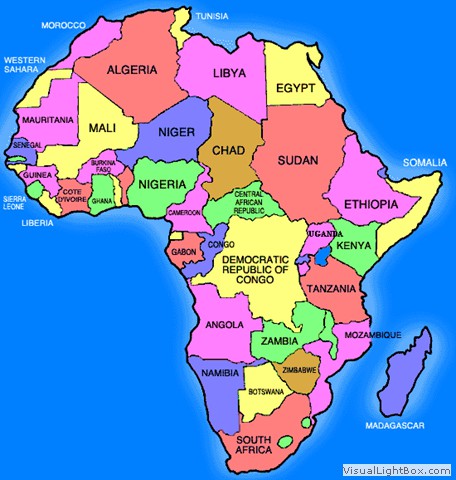 TUNISIA
MOROCCO
WESTERN
SAHARA
ALGERIA
LIBYA
EGYPT
MAURITANIA
MALI
NIGER
CHAD
SUDAN
SENEGAL
GUINEA
BURKINA
FASO
SIERRA
LEONE
COTE
D'IVOIRE
GHANA
LIBERIA
NIGERIA
CAMEROON
CENTRAL
AFRICAN
REPUBLIC
SOMALIA
ETHIOPIA
UGANDA
KENYA
GABON
CONGO
DEMOCRATIC
REPUBLIC OF
CONGO
TANZANIA
ANGOLA
ZAMBIA
MOZAMBIQUE
NAMIBIA
ZIMBABWE
BOTSWANA
SOUTH
AFRICA
MADAGASCAR
VisualLightBox.com